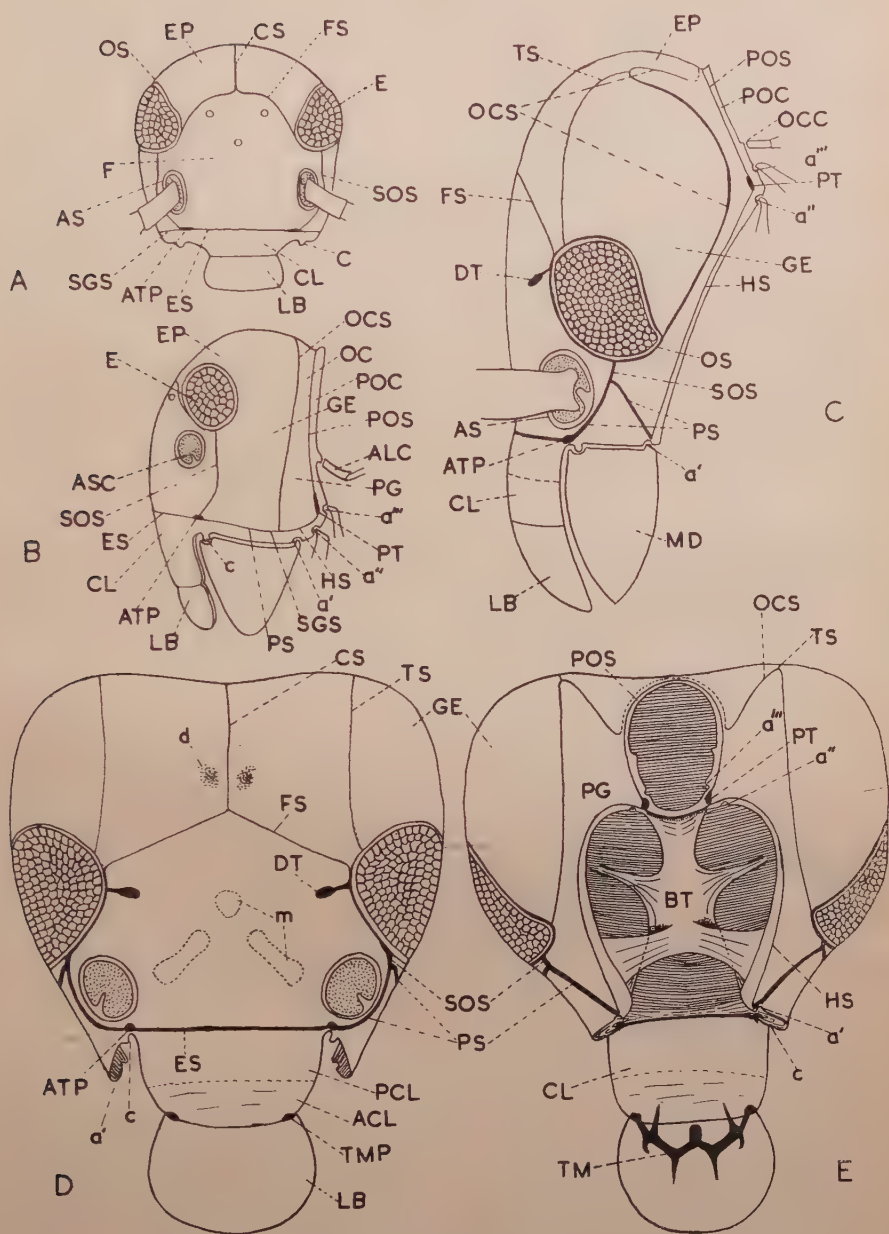 EP
CS
FS
OS
E
F
AS
SOS
SGS
ATP
ES
CL
LB
C
A
EP
TS
POS
POC
OCS
OCC
a'''
PT
a''
FS
DT
GE
HS
OS
SOS
C
AS
PS
ATP
a'
CL
MD
LB
EP
OCS
E
OC
POC
GE
POS
ALC
ASC
PG
SOS
a'''
ES
PT
B
CL
c
a''
ATP
HS
a'
LB
SGS
PS
CS
TS
GE
d
FS
DT
m
SOS
PS
ATP
ES
a'
c
PCL
ACL
TMP
D
LB
OCS
POS
TS
a'''
PT
PG
a''
BT
HS
a'
c
CL
TM
E